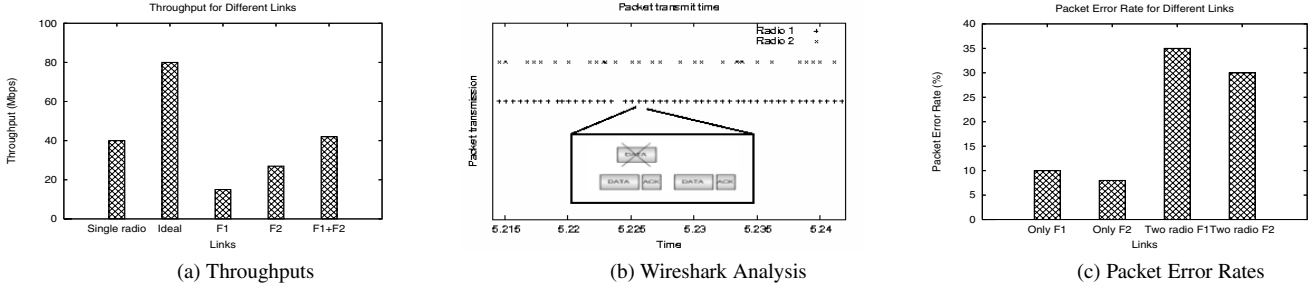 Throughput for Different Links
100
80
60
40
20
0
Throughput (Mbps)
Single radio Ideal F1 F2 F1+F2
Links
(a) Throughputs
Packet transmit time
Radio 1
Radio 2
Packet transmission
DATA
DATA ACK DATA ACK
5.215 5.22 5.225 5.23 5.235 5.24
Time
(b) Wireshark Analysis
Packet Error Rate for Different Links
40
35
30
25
20
15
10
5
0
Packet Error Rate (%)
Only F1 Only F2 Two radio F1 Two radio F2
Links
(c) Packet Error Rates